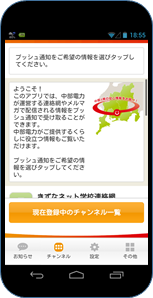 18:55
プッシュ通知をご希望の情報を選びタップし
てください。
ようこそ！
このアプリでは、中部電力が
運営する連絡網やメルマ
ガで配信される情報をプッ
シュ通知で受け取ることが
できます。
中部電力がご提供するくら
しに役立つ情報もご覧いた
だけます。
プッシュ通知をご希望の情
報を選びタップしてください。
きずなネット学校連絡網
現在登録中のチャンネル一覧
お知らせ
チャンネル
設定
その他